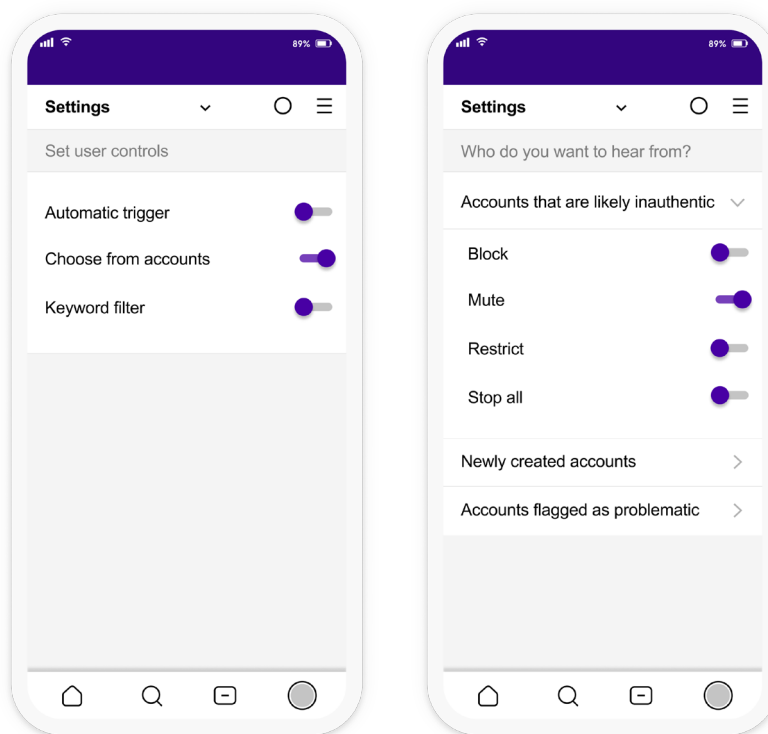 89%
Settings
Set user controls
Automatic trigger
Choose from accounts
Keyword filter
89%
Settings
Who do you want to hear from?
Accounts that are likely inauthentic
Block
Mute
Restrict
Stop all
Newly created accounts
Accounts flagged as problematic